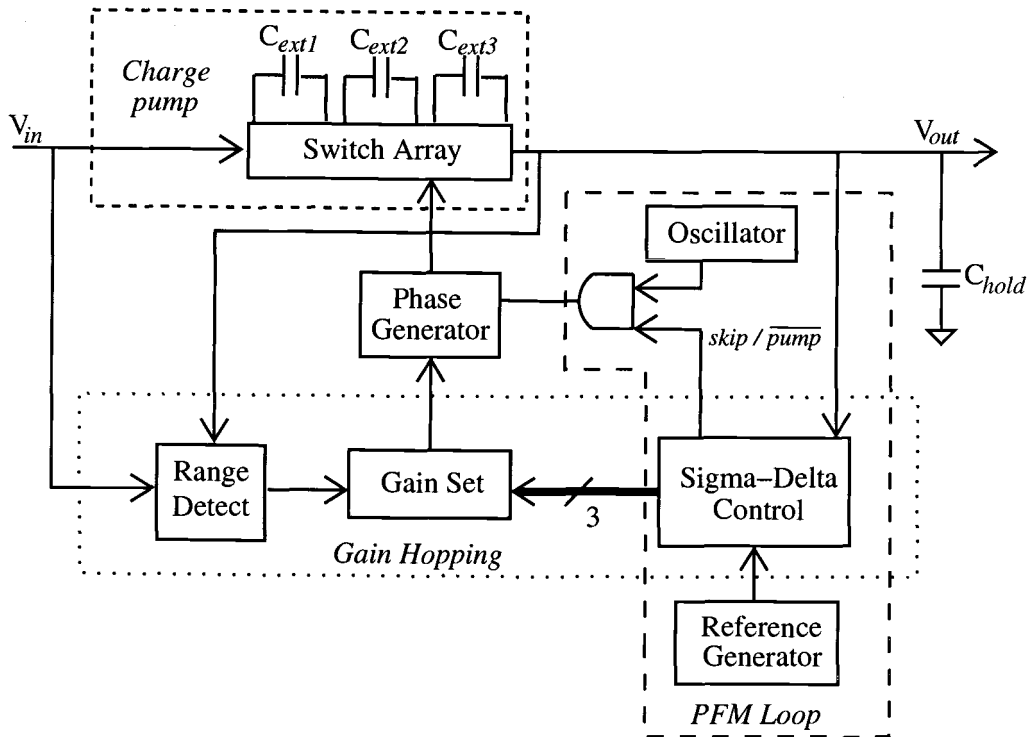 C_ext1 C_ext2 C_ext3
Charge
pump
V_in
Switch Array
V_out
Oscillator
C_hold
Phase
Generator
skip / p̅u̅m̅p̅
Range
Detect
Gain Set
3
Sigma–Delta
Control
Gain Hopping
Reference
Generator
PFM Loop